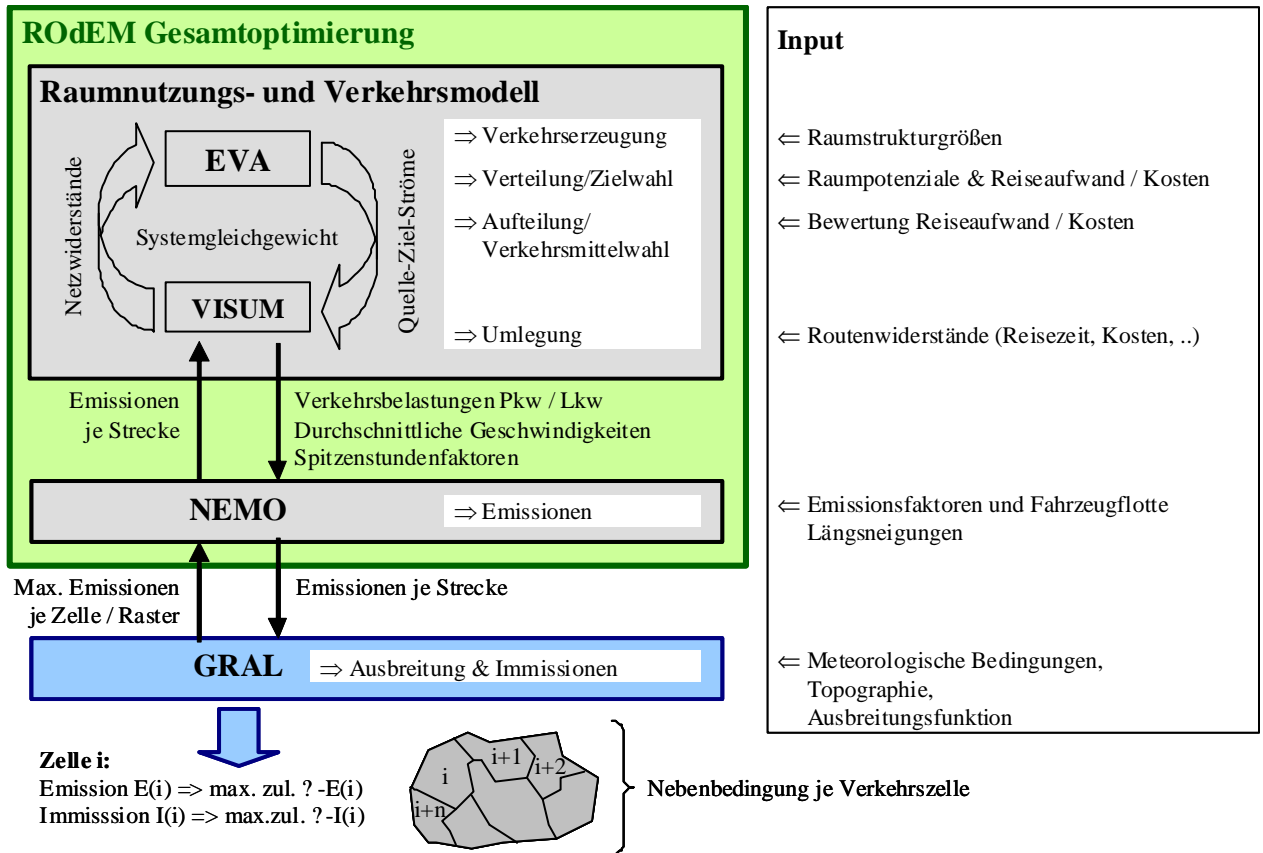 ROdEM Gesamtoptimierung
Raumnutzungs- und Verkehrsmodell
Netzwiderstände
EVA
Systemgleichgewicht
VISUM
Quelle-Ziel-Ströme
⇒ Verkehrserzeugung
⇒ Verteilung/Zielwahl
⇒ Aufteilung/
Verkehrsmittelwahl
⇒ Umlegung
Emissionen
je Strecke
Verkehrsbelastungen Pkw / Lkw
Durchschnittliche Geschwindigkeiten
Spitzenstundenfaktoren
NEMO
⇒ Emissionen
Max. Emissionen
je Zelle / Raster
Emissionen je Strecke
GRAL
⇒ Ausbreitung & Immissionen
Zelle i:
Emission E(i) => max. zul. ? -E(i)
Immisssion I(i) => max.zul. ? -I(i)
i
i+1
i+2
i+n
Nebenbedingung je Verkehrszelle
Input
⇐ Raumstrukturgrößen
⇐ Raumpotenziale & Reiseaufwand / Kosten
⇐ Bewertung Reiseaufwand / Kosten
⇐ Routenwiderstände (Reisezeit, Kosten, ..)
⇐ Emissionsfaktoren und Fahrzeugflotte
Längsneigungen
⇐ Meteorologische Bedingungen,
Topographie,
Ausbreitungsfunktion